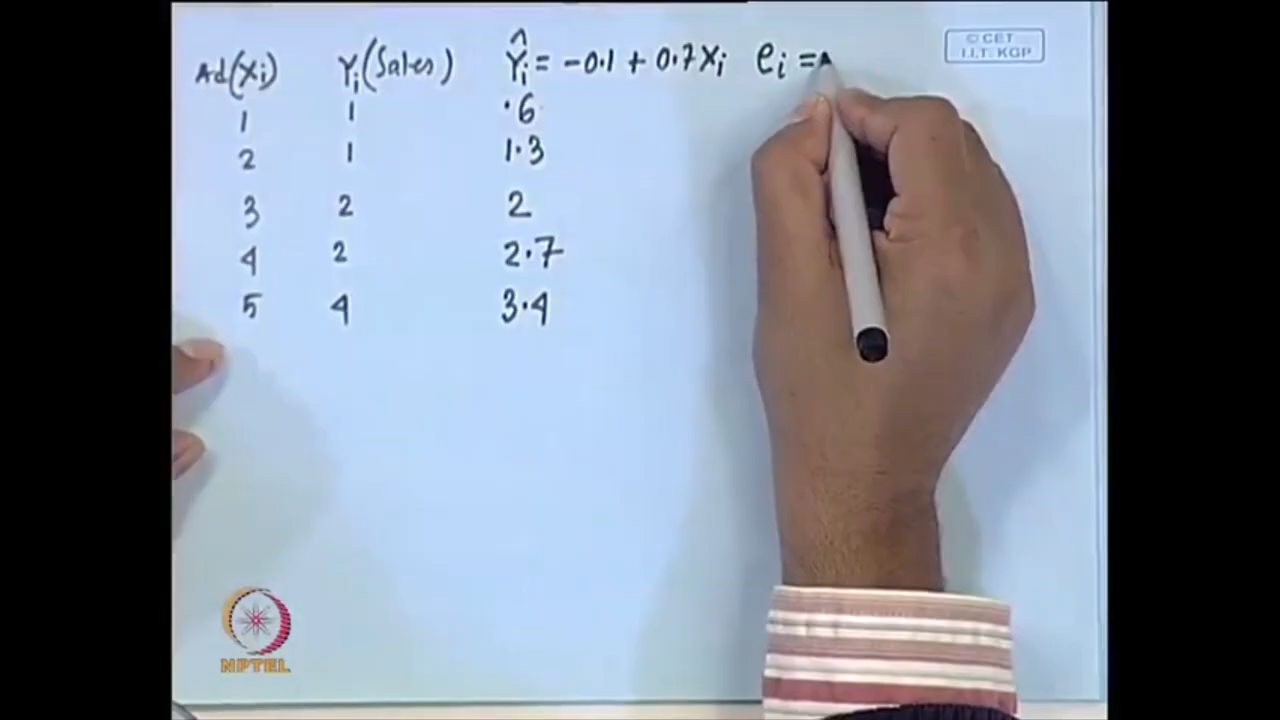 © CET
I.I.T. KGP
Ad(Xi) Yi(Sales) Ŷi = -0.1 + 0.7Xi ei =
1 1 .6
2 1 1.3
3 2 2
4 2 2.7
5 4 3.4
NPTEL